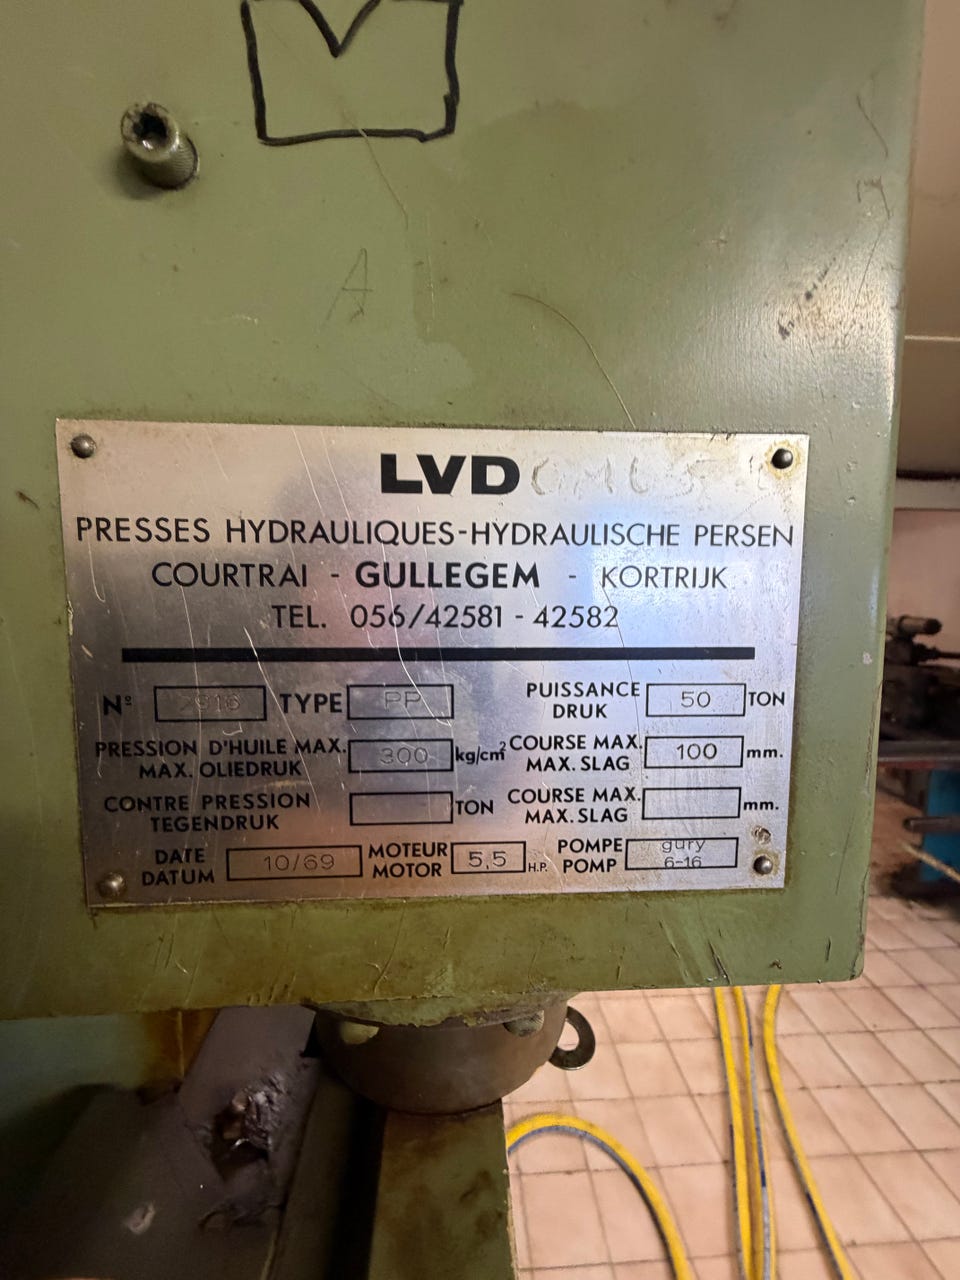 A
LVD
PRESSES HYDRAULIQUES-HYDRAULISCHE PERSEN
COURTRAI - GULLEGEM - KORTRIJK
TEL. 056/42581 - 42582
Nº TYPE PP PUISSANCE DRUK 50 TON
PRESSION D'HUILE MAX. MAX. OLIEDRUK 300 kg/cm² COURSE MAX. MAX. SLAG 100 mm.
CONTRE PRESSION TEGENDRUK TON COURSE MAX. MAX. SLAG mm.
DATE DATUM 10/69 MOTEUR MOTOR 5,5 H.P. POMPE POMP gury 6-16